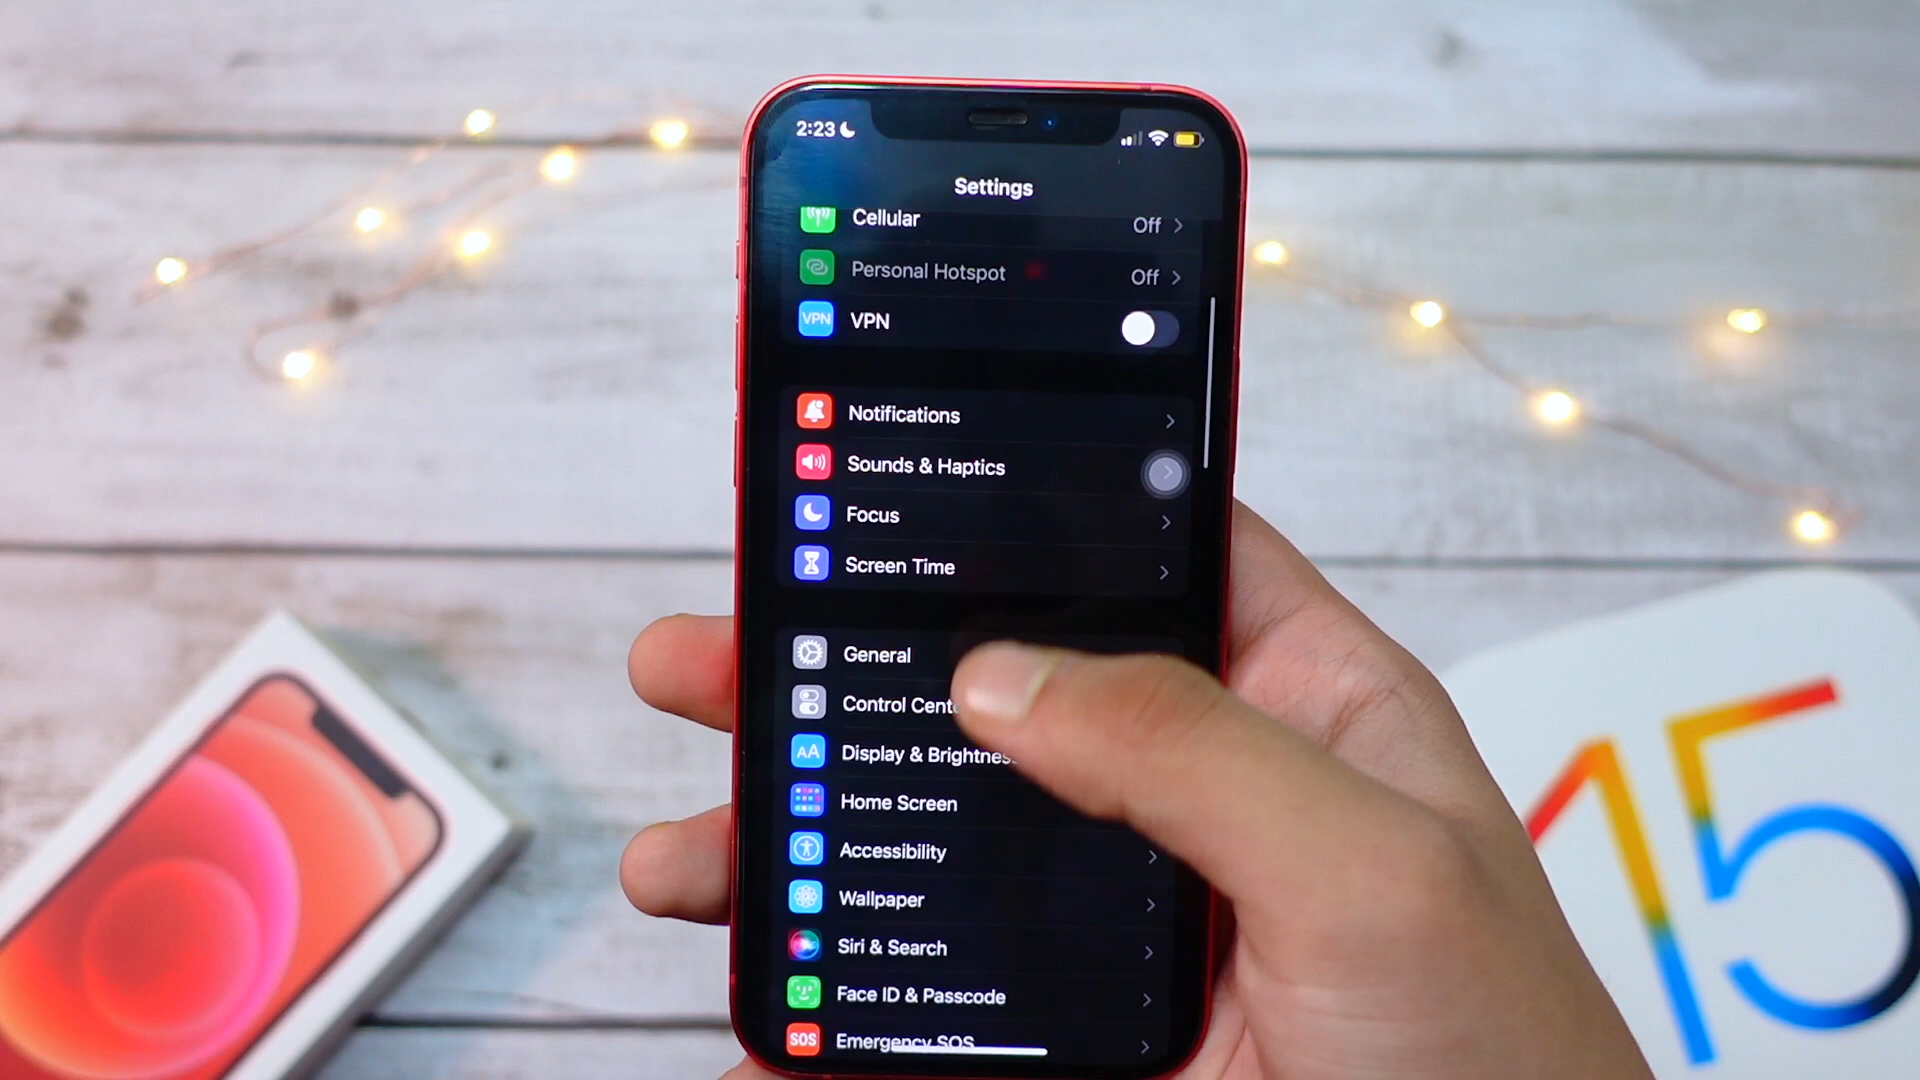 2:23
Settings
Cellular Off
Personal Hotspot Off
VPN VPN
Notifications
Sounds & Haptics
Focus
Screen Time
General
Control Cent
AA Display & Brightnes
Home Screen
Accessibility
Wallpaper
Siri & Search
Face ID & Passcode
SOS Emergency SOS
15